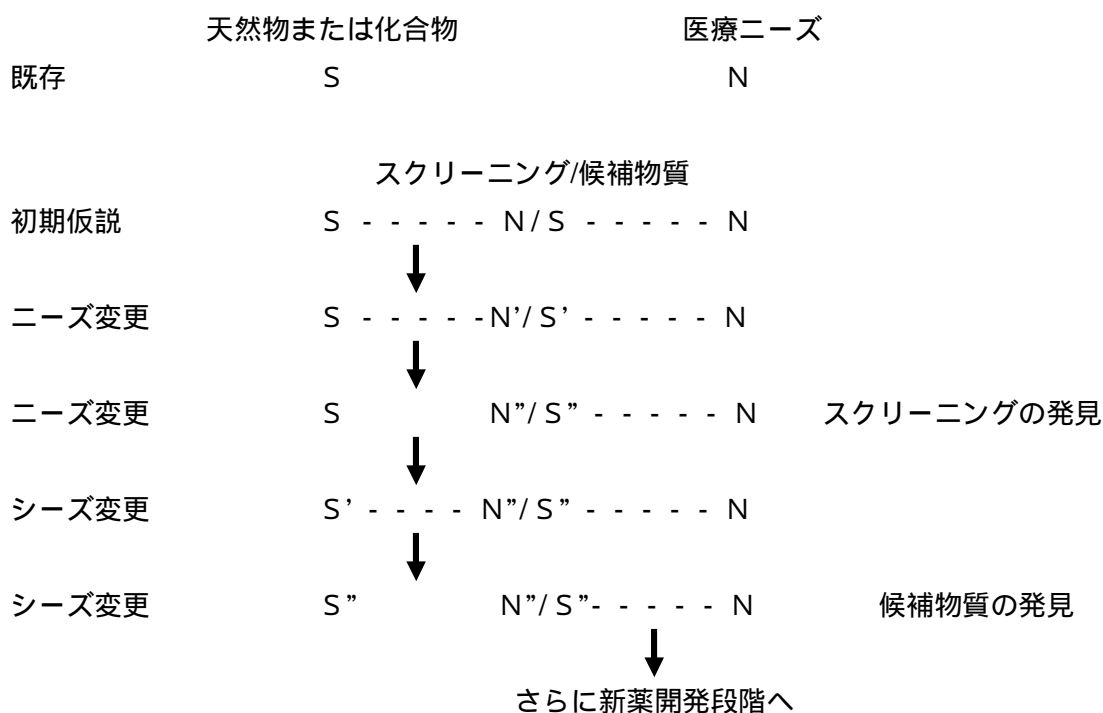 天然物または化合物 医療ニーズ
既存 S N
スクリーニング/候補物質
初期仮説 S - - - - - N/S - - - - - N
ニーズ変更 S - - - - -N’/S’ - - - - - N
ニーズ変更 S N”/S” - - - - - N スクリーニングの発見
シーズ変更 S’ - - - - N”/S” - - - - - N
シーズ変更 S” N”/S”- - - - - N 候補物質の発見
さらに新薬開発段階へ